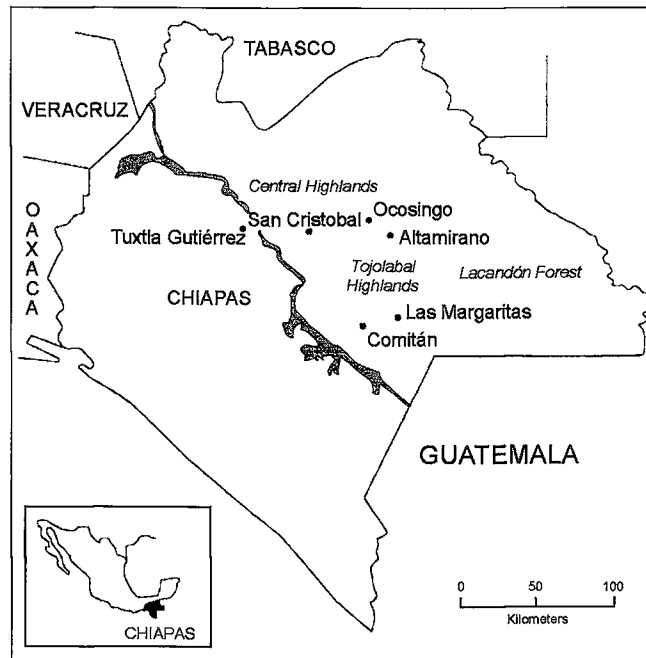 TABASCO
VERACRUZ
OAXACA
Central Highlands
Ocosingo
San Cristobal
Tuxtla Gutiérrez
Altamirano
Tojolabal
Highlands
Lacandón Forest
CHIAPAS
Las Margaritas
Comitán
GUATEMALA
0 50 100
Kilometers
CHIAPAS